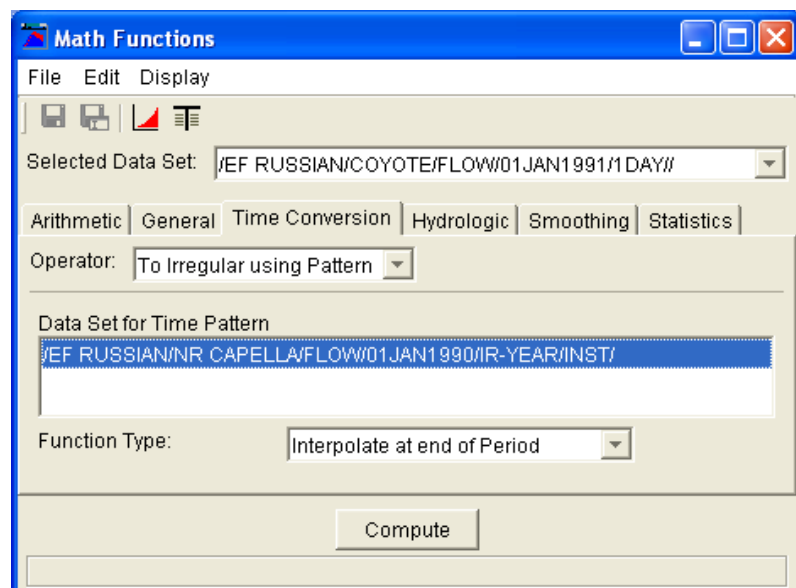 Math Functions
File Edit Display
Selected Data Set: /EF RUSSIAN/COYOTE/FLOW/01JAN1991/1DAY//
Arithmetic General Time Conversion Hydrologic Smoothing Statistics
Operator: To Irregular using Pattern
Data Set for Time Pattern
/EF RUSSIAN/NR CAPELLA/FLOW/01JAN1990/IR-YEAR/INST/
Function Type: Interpolate at end of Period
Compute